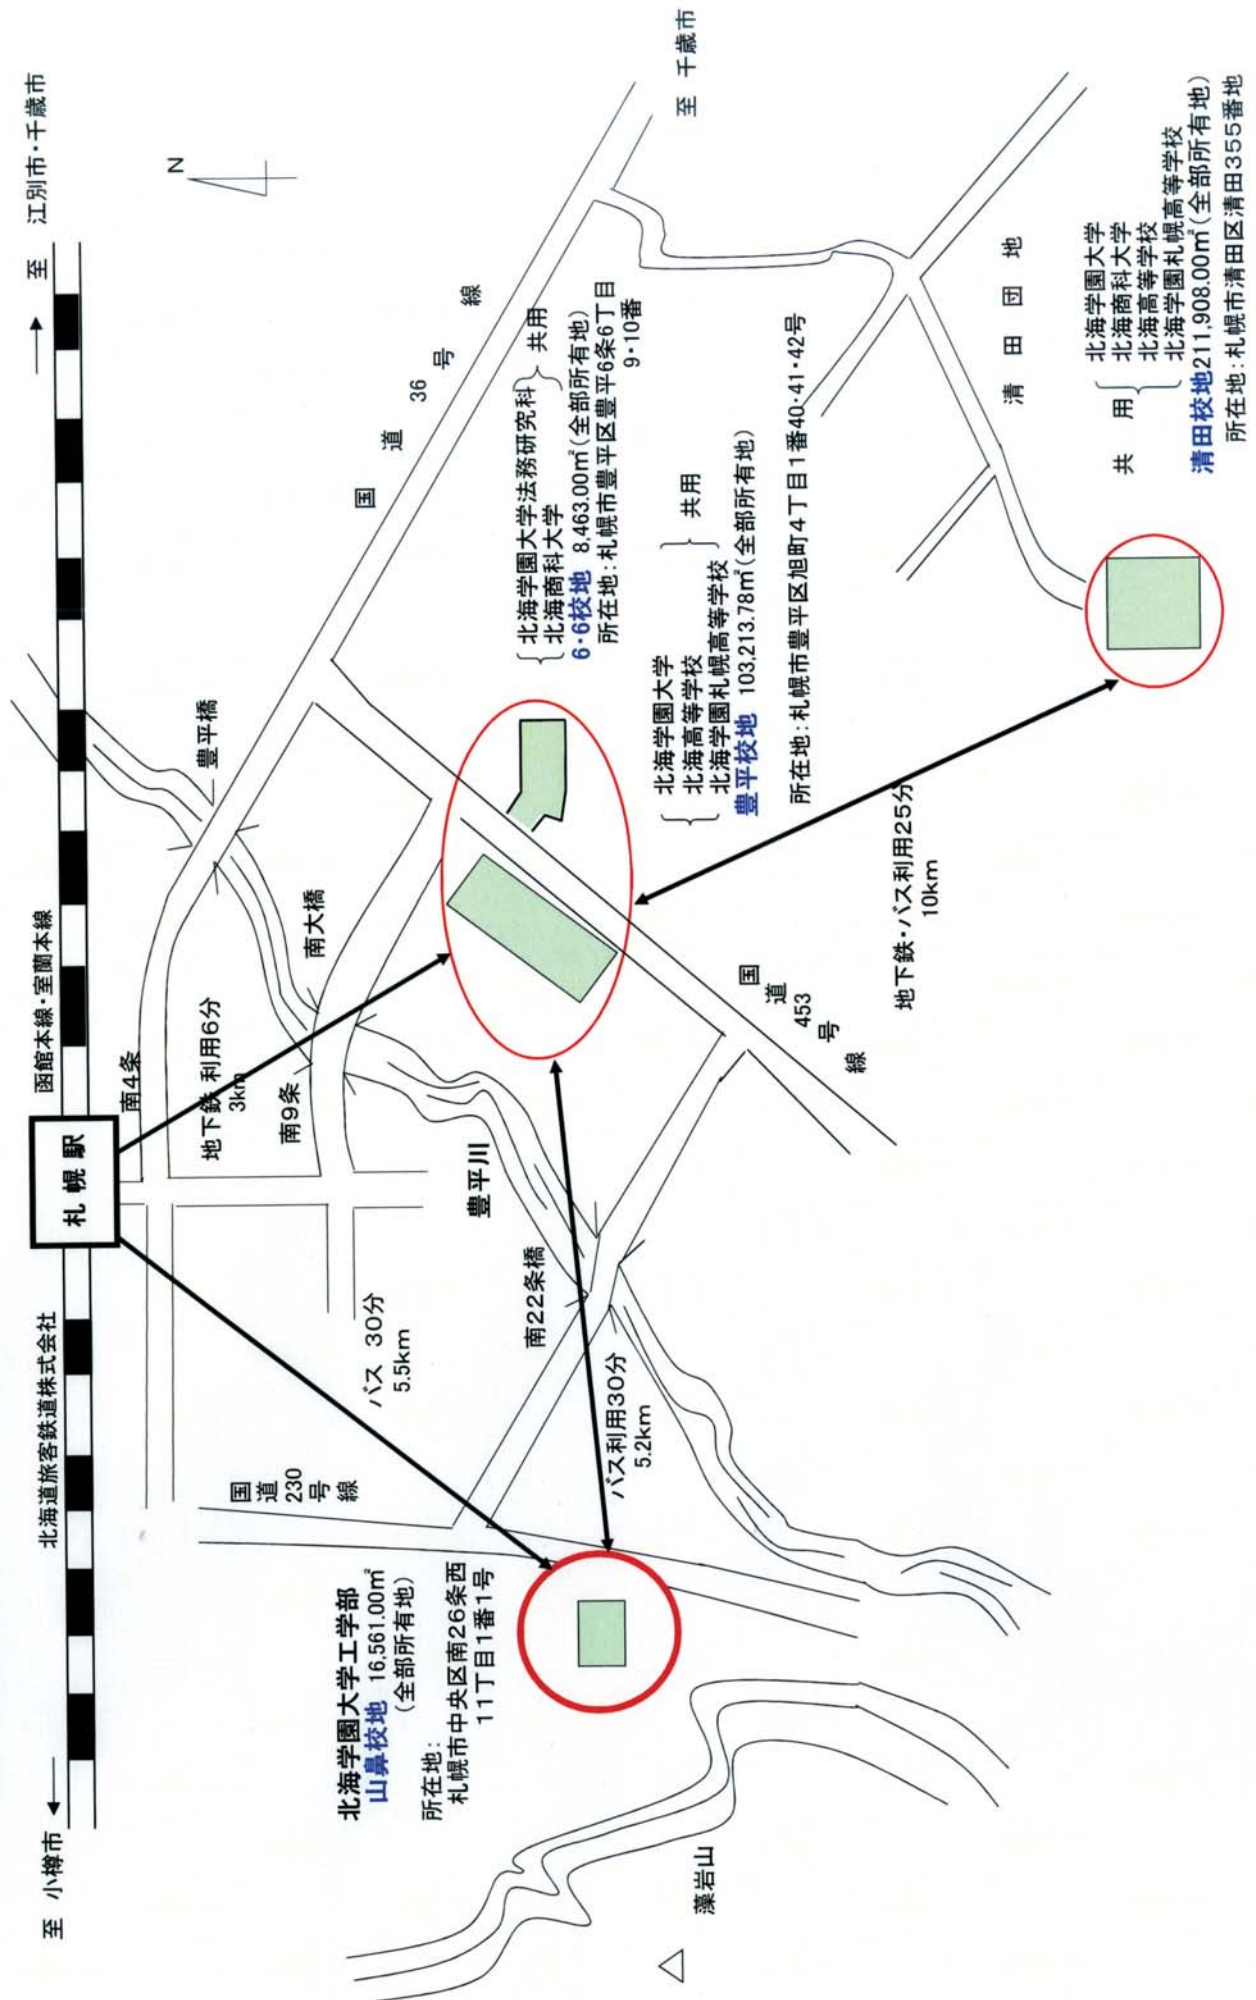 至 小樽市
北海道旅客鉄道株式会社
札 幌 駅
函館本線・室蘭本線
至 江別市・千歳市
N
南4条
地下鉄 利用6分
3km
南9条
南大橋
豊平橋
国
道
36
号
線
至 千歳市
国
道
230
号
線
バス 30分
5.5km
豊平川
南22条橋
バス利用30分
5.2km
北海学園大学工学部
山鼻校地 16,561.00㎡
(全部所有地)
所在地:
札幌市中央区南26条西
11丁目1番1号
北海学園大学法務研究科
北海商科大学
共用
6・6校地 8,463.00㎡(全部所有地)
所在地:札幌市豊平区豊平6条6丁目
9・10番
北海学園大学
北海高等学校
北海学園札幌高等学校
共用
豊平校地 103,213.78㎡(全部所有地)
所在地:札幌市豊平区旭町4丁目1番40・41・42号
国
道
453
号
線
地下鉄・バス利用25分
10km
清 田 団 地
共 用
北海学園大学
北海商科大学
北海高等学校
北海学園札幌高等学校
清田校地211,908.00㎡(全部所有地)
所在地:札幌市清田区清田355番地
藻岩山